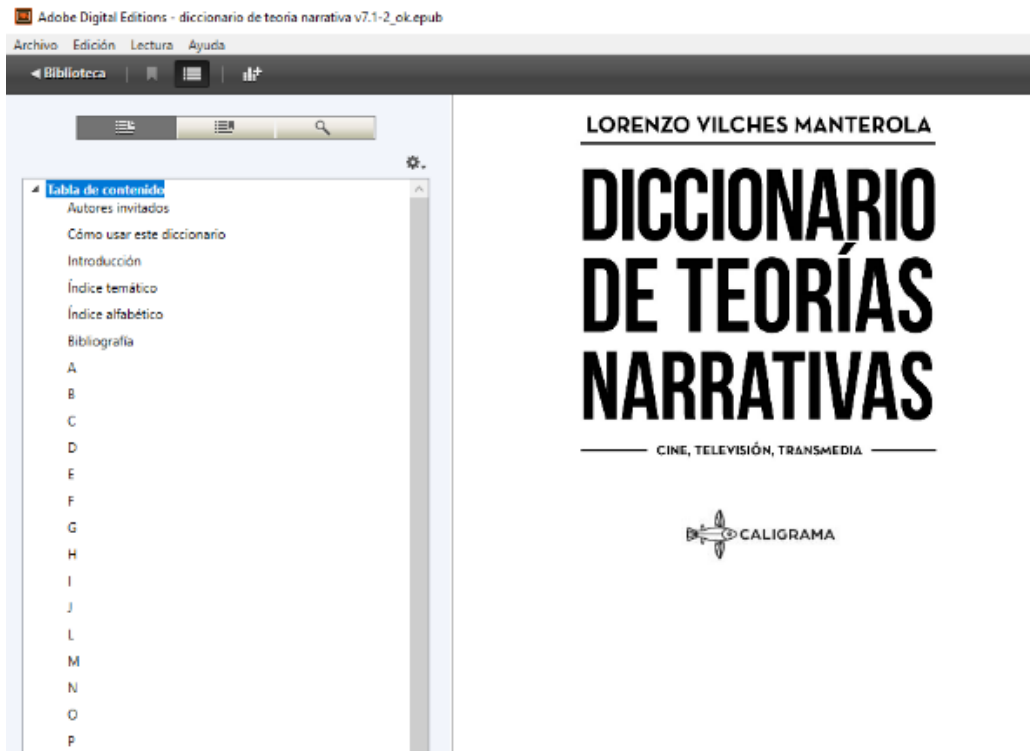 Adobe Digital Editions - diccionario de teoria narrativa v7.1-2_ok.epub
Archivo Edición Lectura Ayuda
Biblioteca
Tabla de contenido
Autores invitados
Cómo usar este diccionario
Introducción
Índice temático
Índice alfabético
Bibliografía
A
B
C
D
E
F
G
H
I
J
L
M
N
O
P
LORENZO VILCHES MANTEROLA
DICCIONARIO
DE TEORÍAS
NARRATIVAS
CINE, TELEVISIÓN, TRANSMEDIA
CALIGRAMA